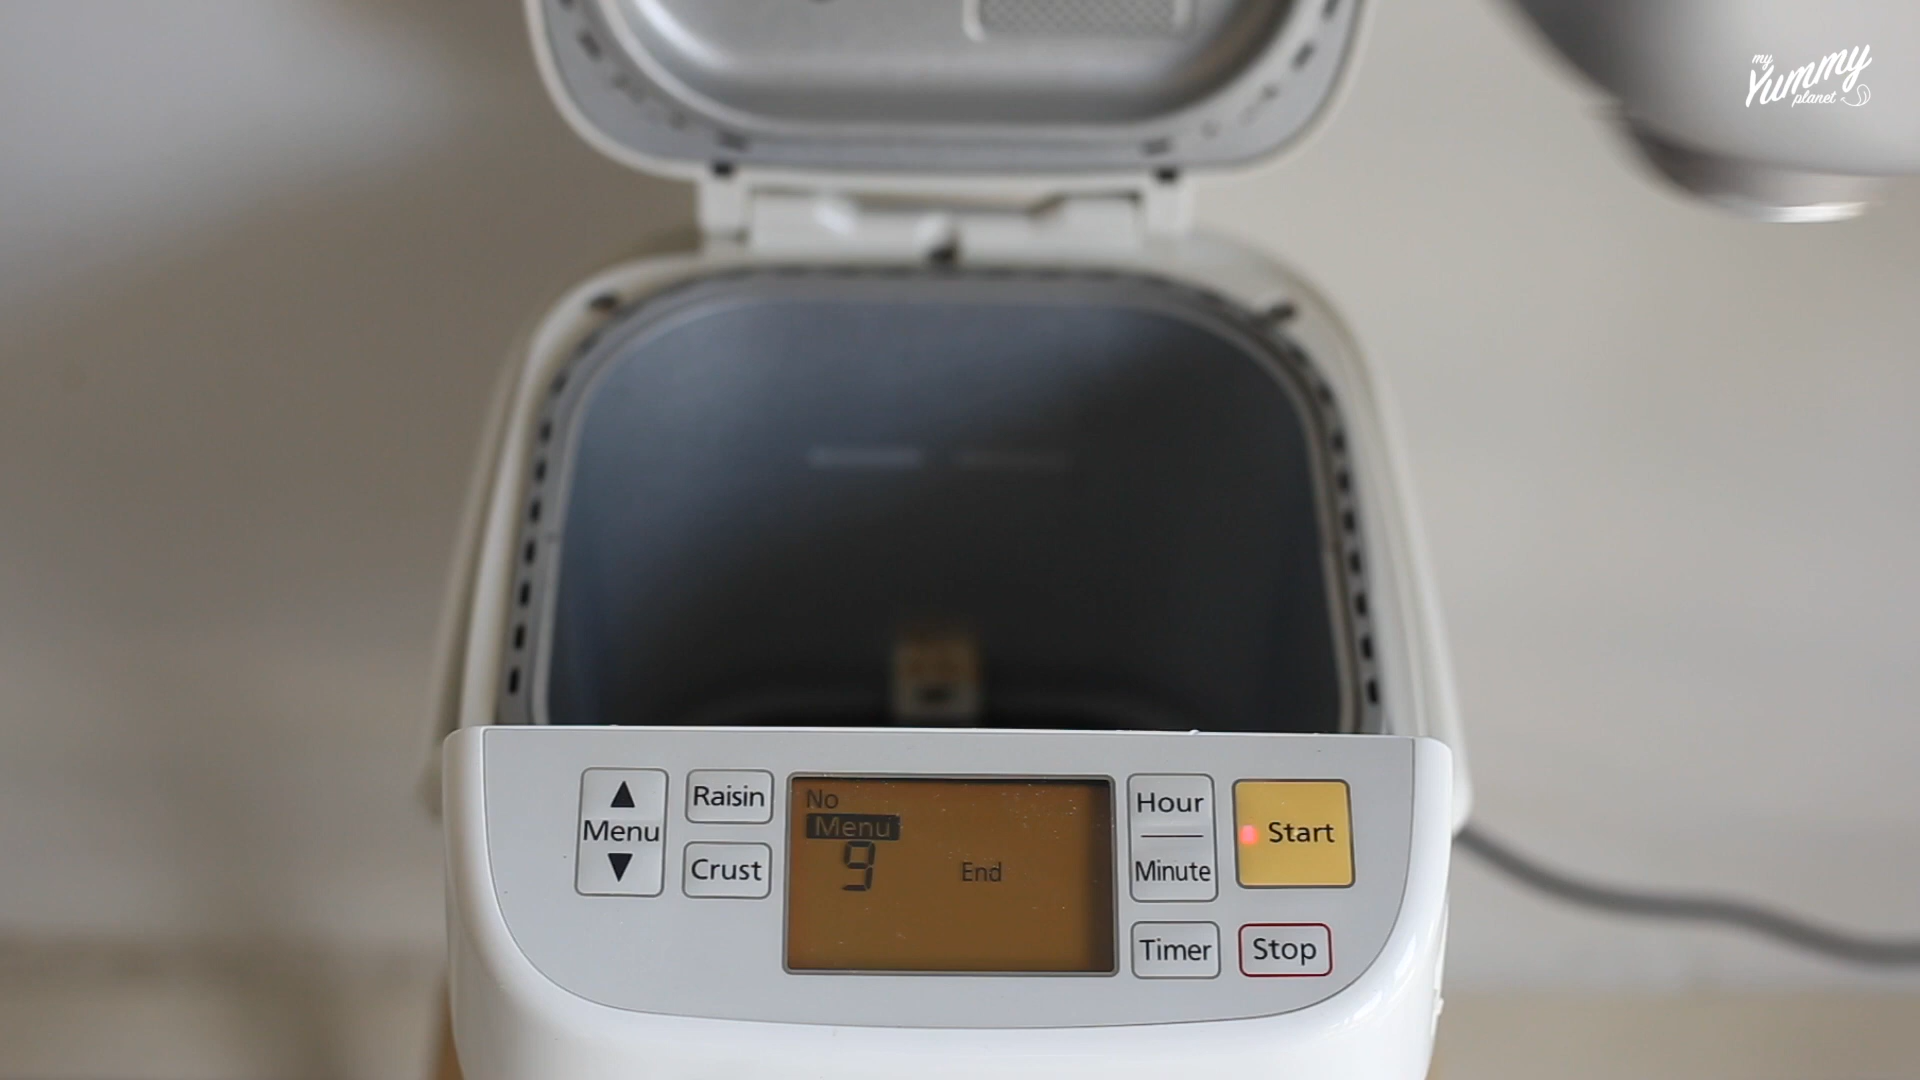 my
Yummy
planet
▲
Menu
▼
Raisin
Crust
No
Menu
9
End
Hour
Minute
Timer
Start
Stop